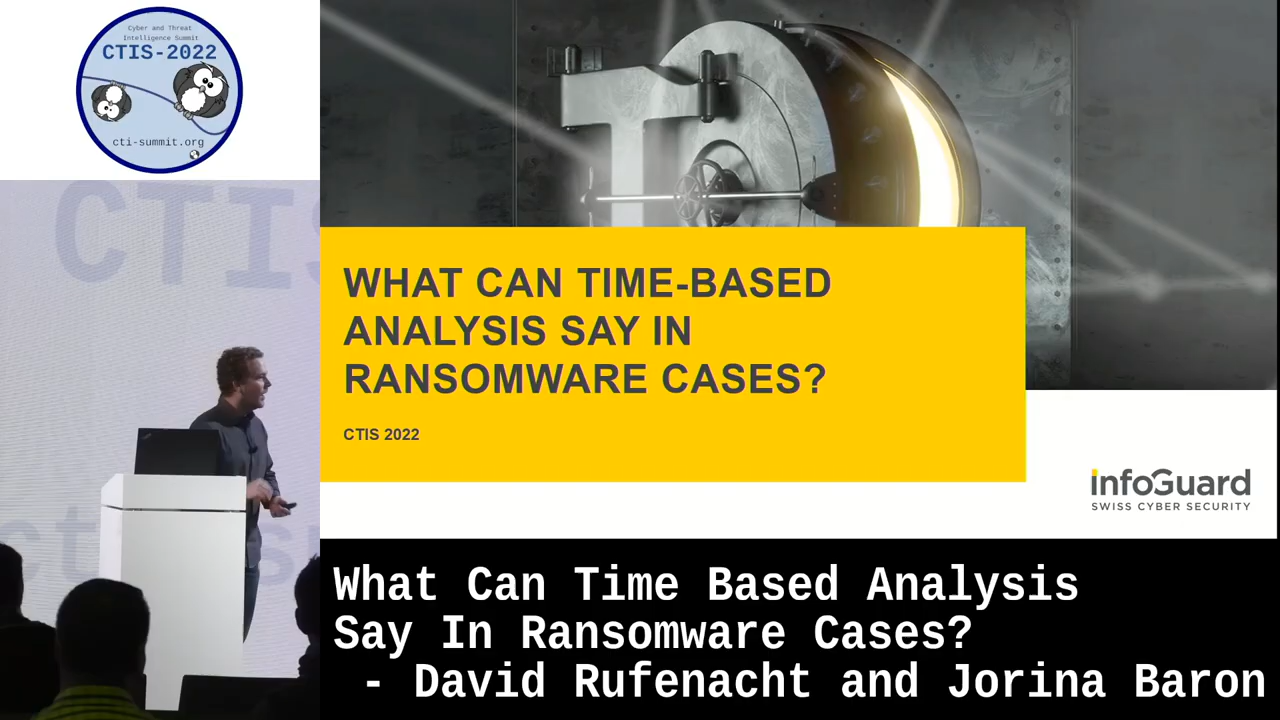 Cyber and Threat
Intelligence Summit
CTIS-2022
cti-summit.org
CTIS
WHAT CAN TIME-BASED
ANALYSIS SAY IN
RANSOMWARE CASES?
CTIS 2022
InfoGuard
SWISS CYBER SECURITY
What Can Time Based Analysis
Say In Ransomware Cases?
- David Rufenacht and Jorina Baron